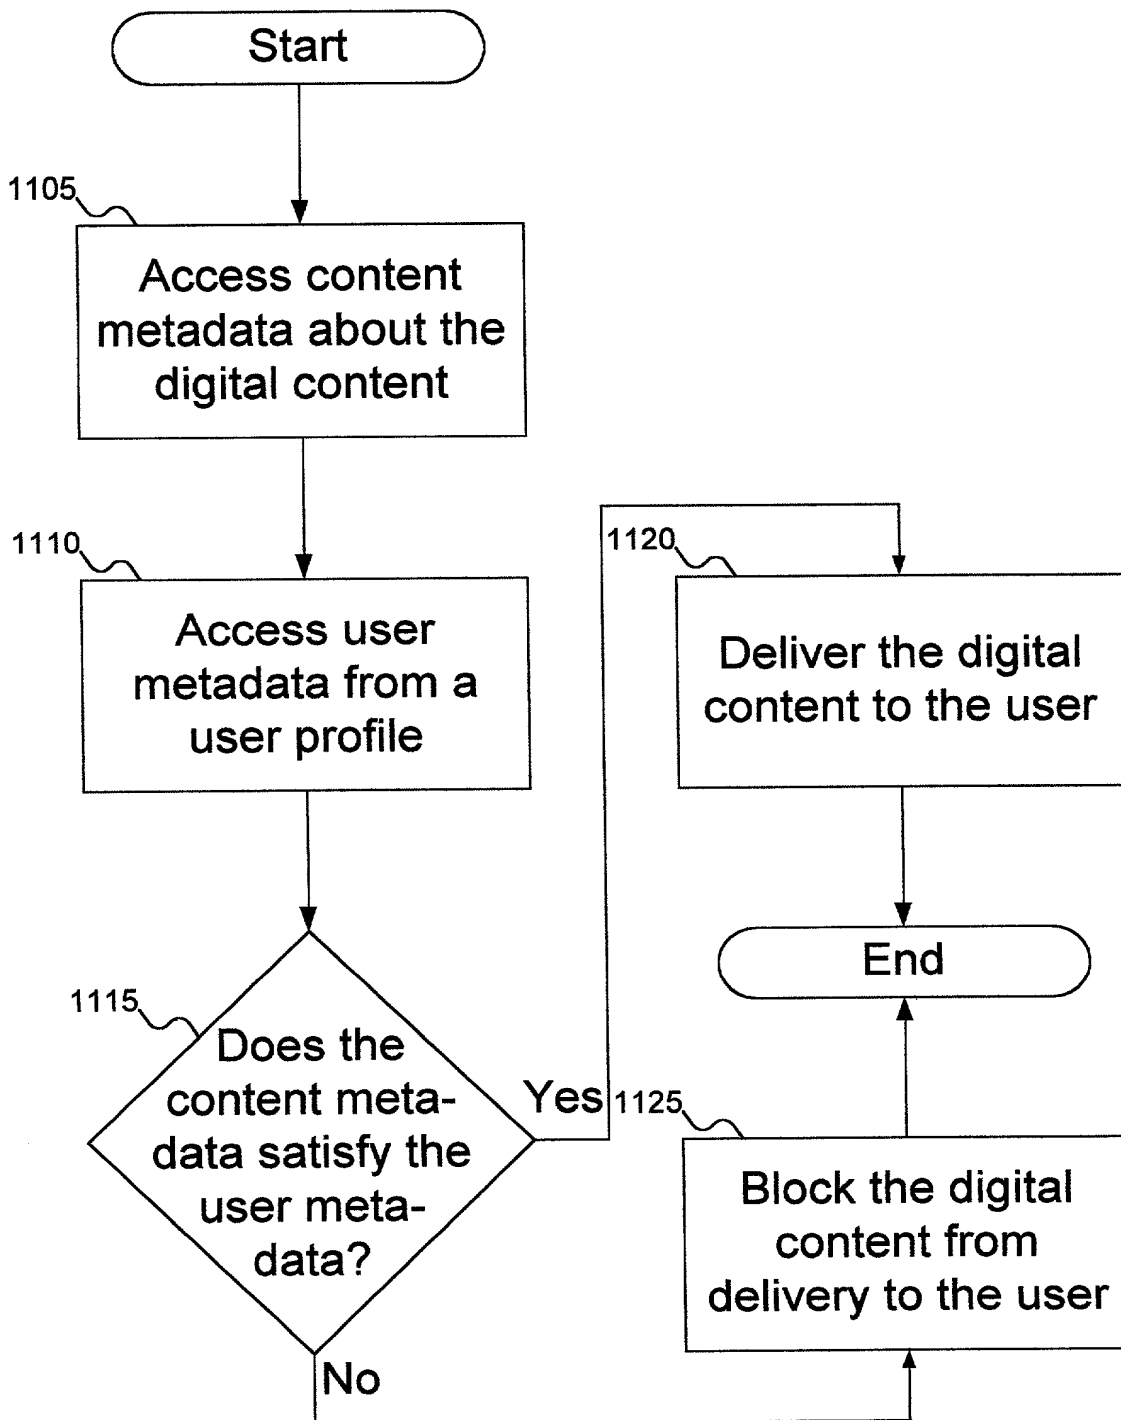 Start
1105
Access content
metadata about the
digital content
1110
Access user
metadata from a
user profile
1115
Does the
content meta-
data satisfy the
user meta-
data?
Yes
No
1120
Deliver the digital
content to the user
End
1125
Block the digital
content from
delivery to the user